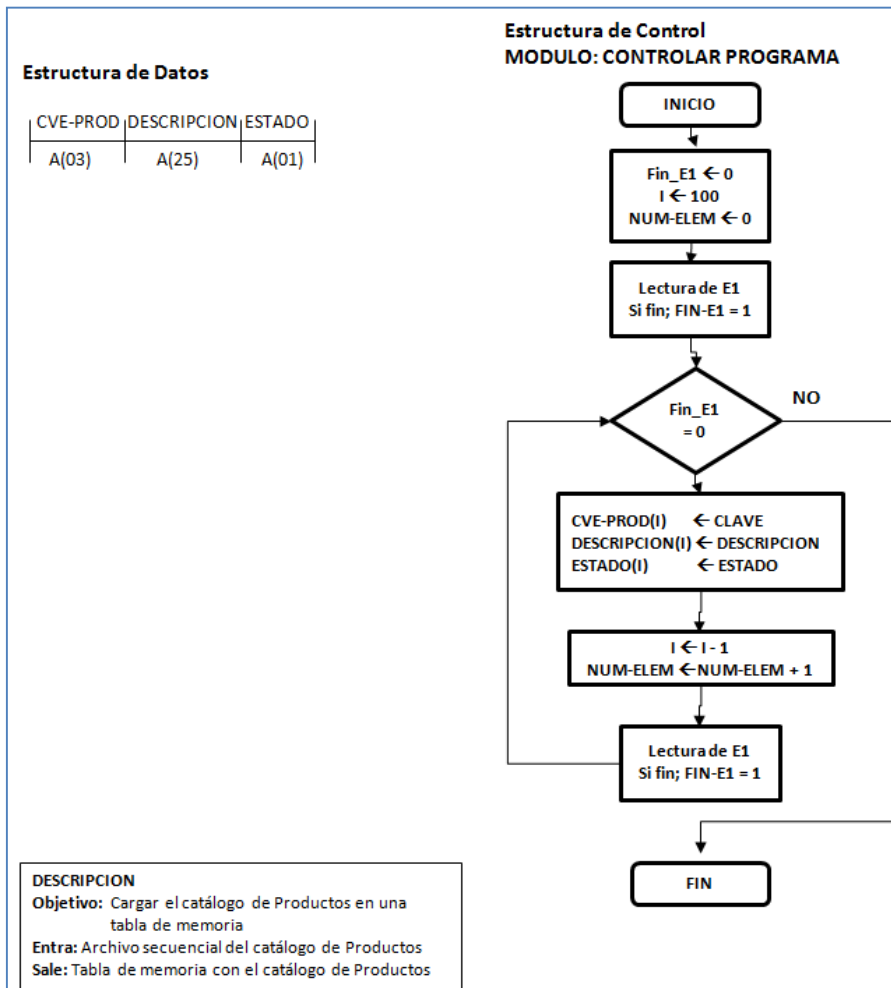 Estructura de Datos
CVE-PROD DESCRIPCION ESTADO
A(03) A(25) A(01)
Estructura de Control
MODULO: CONTROLAR PROGRAMA
INICIO
Fin_E1 ← 0
I ← 100
NUM-ELEM ← 0
Lectura de E1
Si fin; FIN-E1 = 1
Fin_E1
= 0
NO
CVE-PROD(I) ← CLAVE
DESCRIPCION(I) ← DESCRIPCION
ESTADO(I) ← ESTADO
I ← I - 1
NUM-ELEM ← NUM-ELEM + 1
Lectura de E1
Si fin; FIN-E1 = 1
FIN
DESCRIPCION
Objetivo: Cargar el catálogo de Productos en una
tabla de memoria
Entra: Archivo secuencial del catálogo de Productos
Sale: Tabla de memoria con el catálogo de Productos